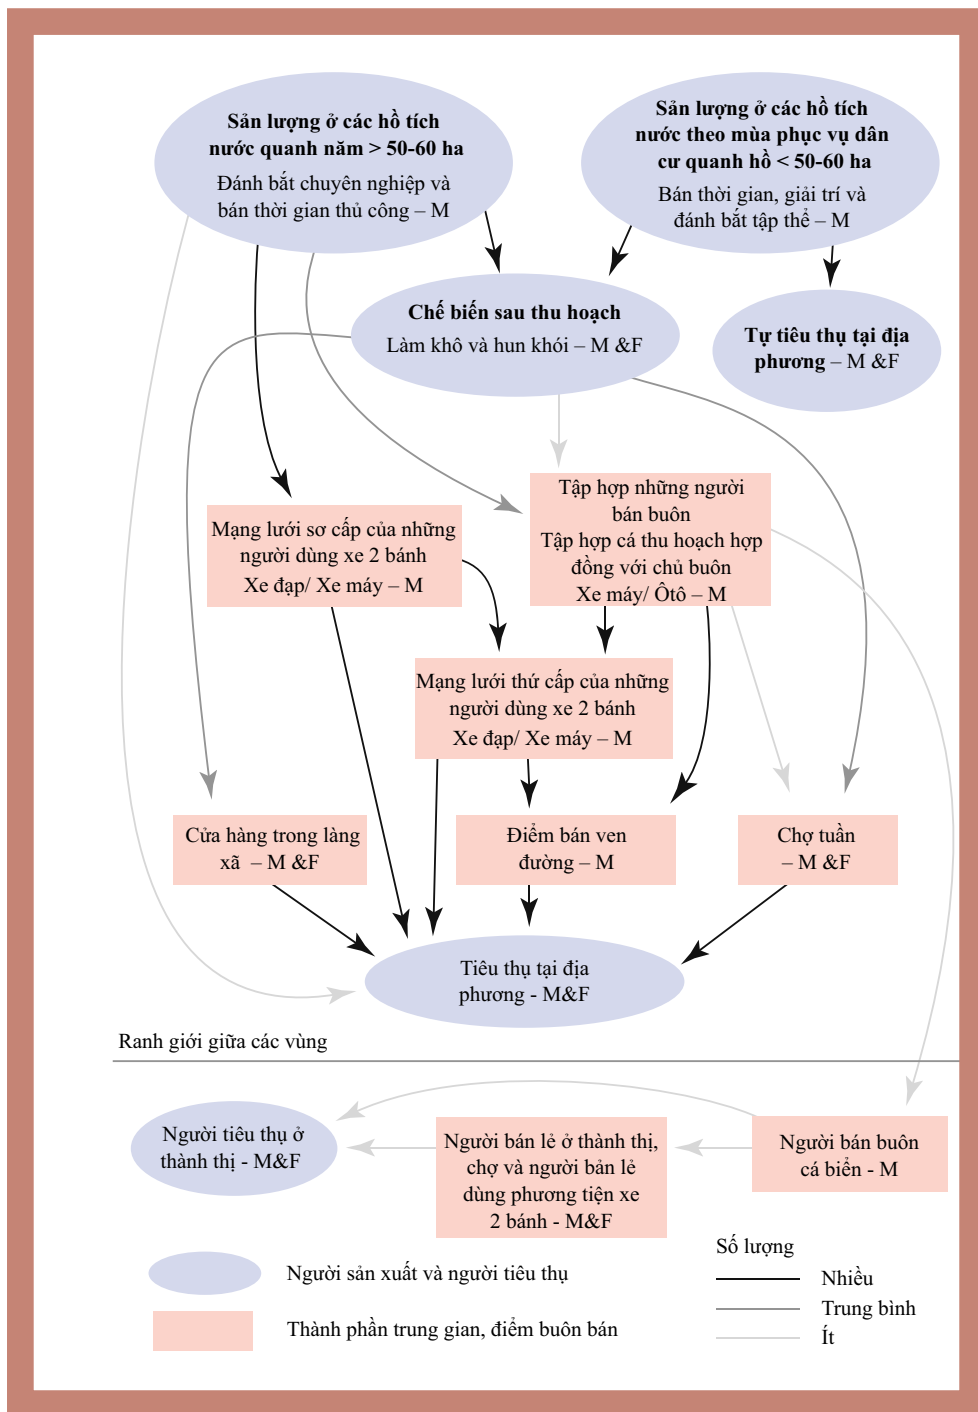 Sản lượng ở các hồ tích
nước quanh năm > 50-60 ha
Đánh bắt chuyên nghiệp và
bán thời gian thủ công – M
Sản lượng ở các hồ tích
nước theo mùa phục vụ dân
cư quanh hồ < 50-60 ha
Bán thời gian, giải trí và
đánh bắt tập thể – M
Chế biến sau thu hoạch
Làm khô và hun khói – M &F
Tự tiêu thụ tại địa
phương – M &F
Tập hợp những người
bán buôn
Tập hợp cá thu hoạch hợp
đồng với chủ buôn
Xe máy/ Ôtô – M
Mạng lưới sơ cấp của những
người dùng xe 2 bánh
Xe đạp/ Xe máy – M
Mạng lưới thứ cấp của những
người dùng xe 2 bánh
Xe đạp/ Xe máy – M
Cửa hàng trong làng
xã – M &F
Điểm bán ven
đường – M
Chợ tuần
– M &F
Tiêu thụ tại địa
phương - M&F
Ranh giới giữa các vùng
Người tiêu thụ ở
thành thị - M&F
Người bán lẻ ở thành thị,
chợ và người bản lẻ
dùng phương tiện xe
2 bánh - M&F
Người bán buôn
cá biển - M
Người sản xuất và người tiêu thụ
Thành phần trung gian, điểm buôn bán
Số lượng
Nhiều
Trung bình
Ít